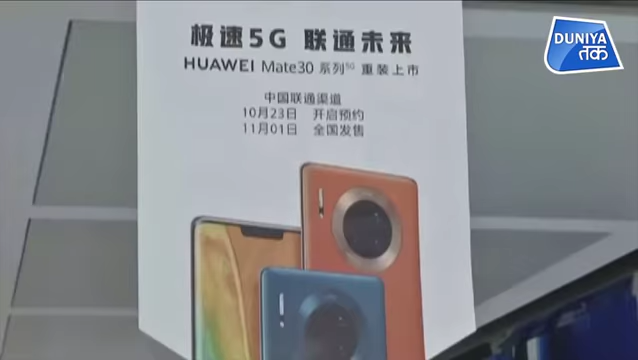 极速5G 联通未来
HUAWEI Mate30 系列5G 重装上市
中国联通渠道
10月23日 开启预约
11月01日 全国发售
DUNIYA
तक